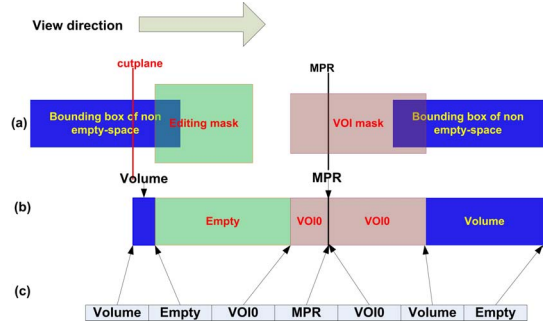 View direction
cutplane
MPR
(a)
Bounding box of non
empty-space
Editing mask
VOI mask
Bounding box of non
empty-space
Volume
MPR
(b)
Empty
VOI0
VOI0
Volume
(c)
Volume
Empty
VOI0
MPR
VOI0
Volume
Empty